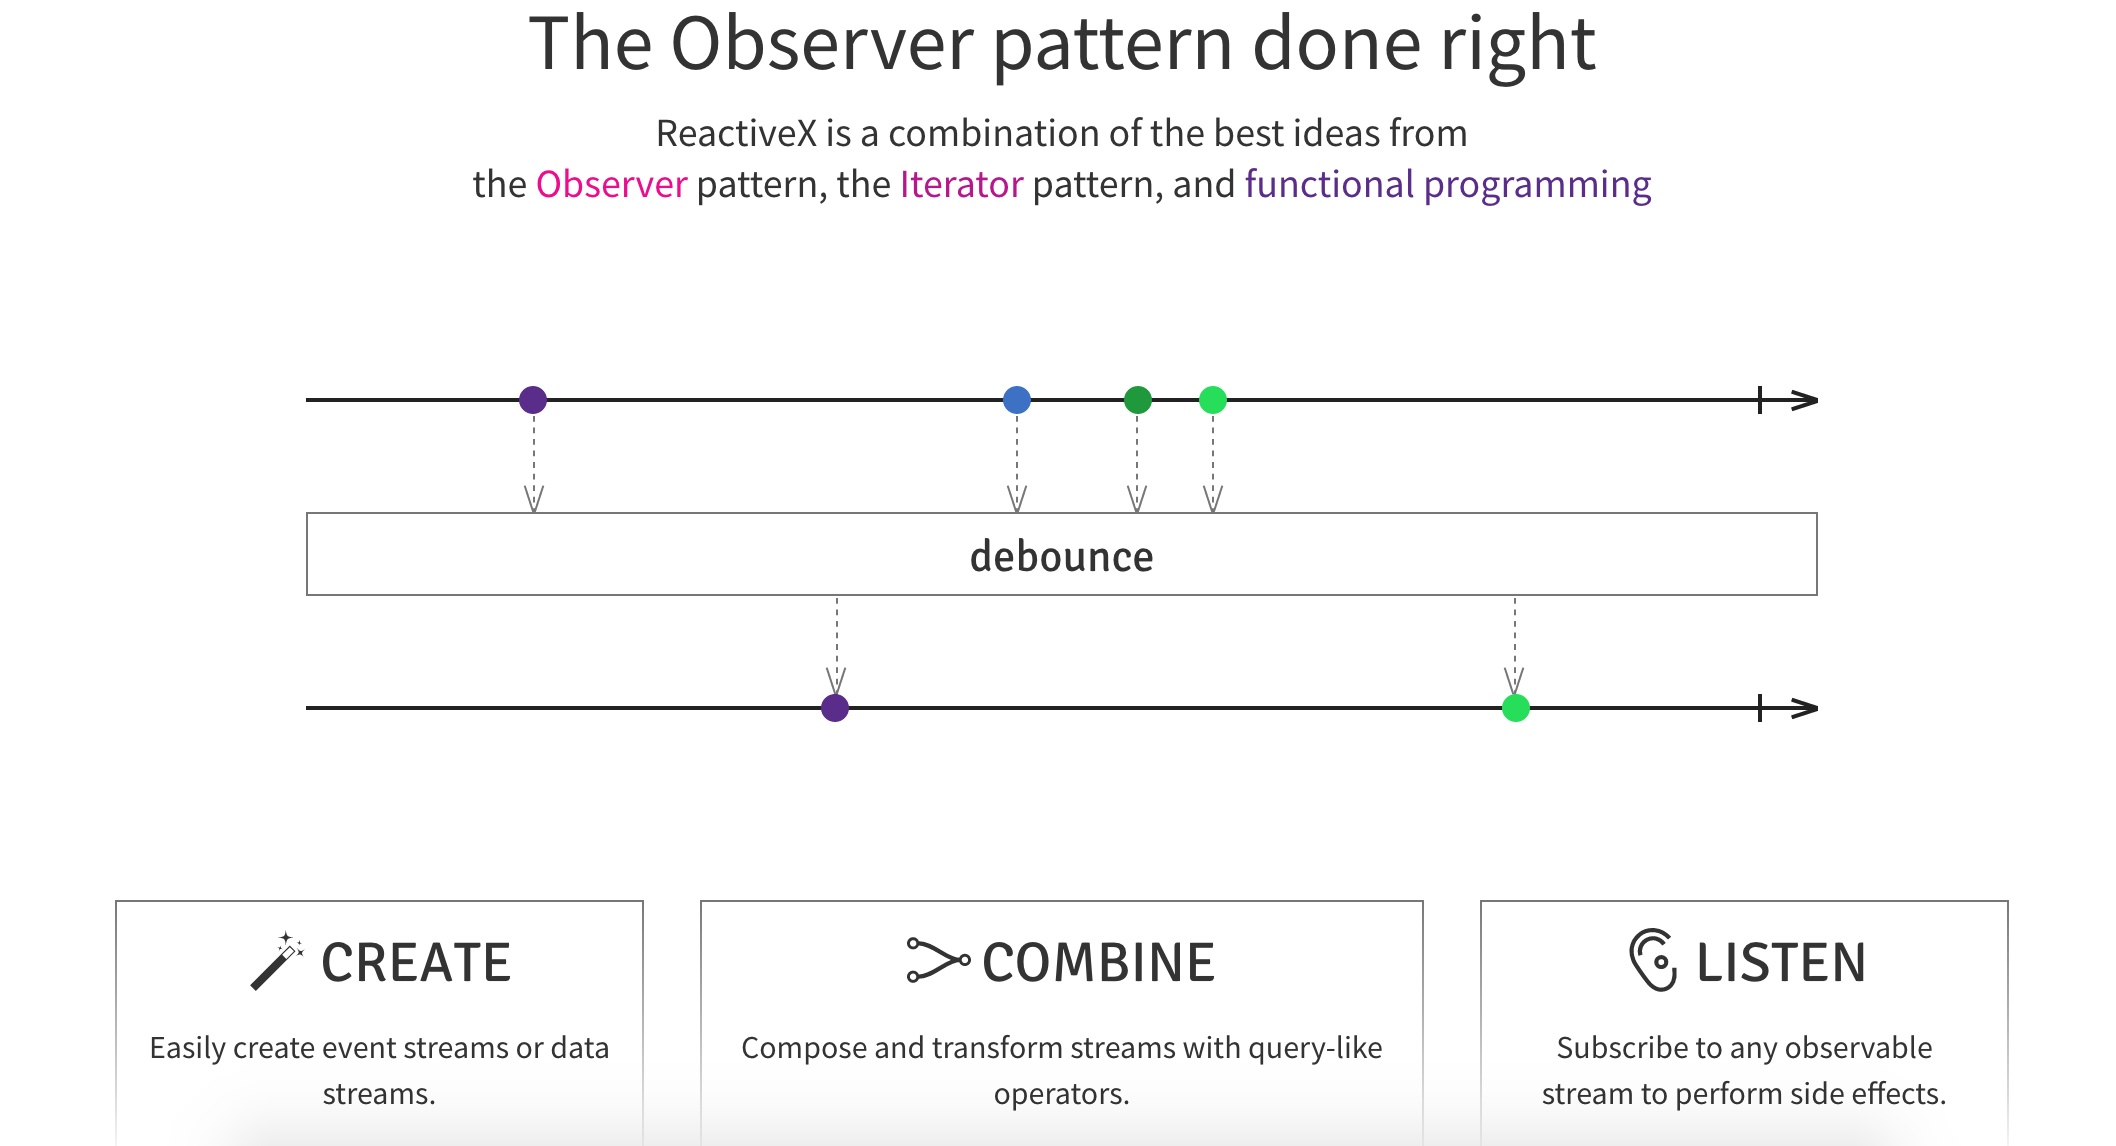 The Observer pattern done right
ReactiveX is a combination of the best ideas from
the Observer pattern, the Iterator pattern, and functional programming
debounce
CREATE
Easily create event streams or data
streams.
COMBINE
Compose and transform streams with query-like
operators.
LISTEN
Subscribe to any observable
stream to perform side effects.